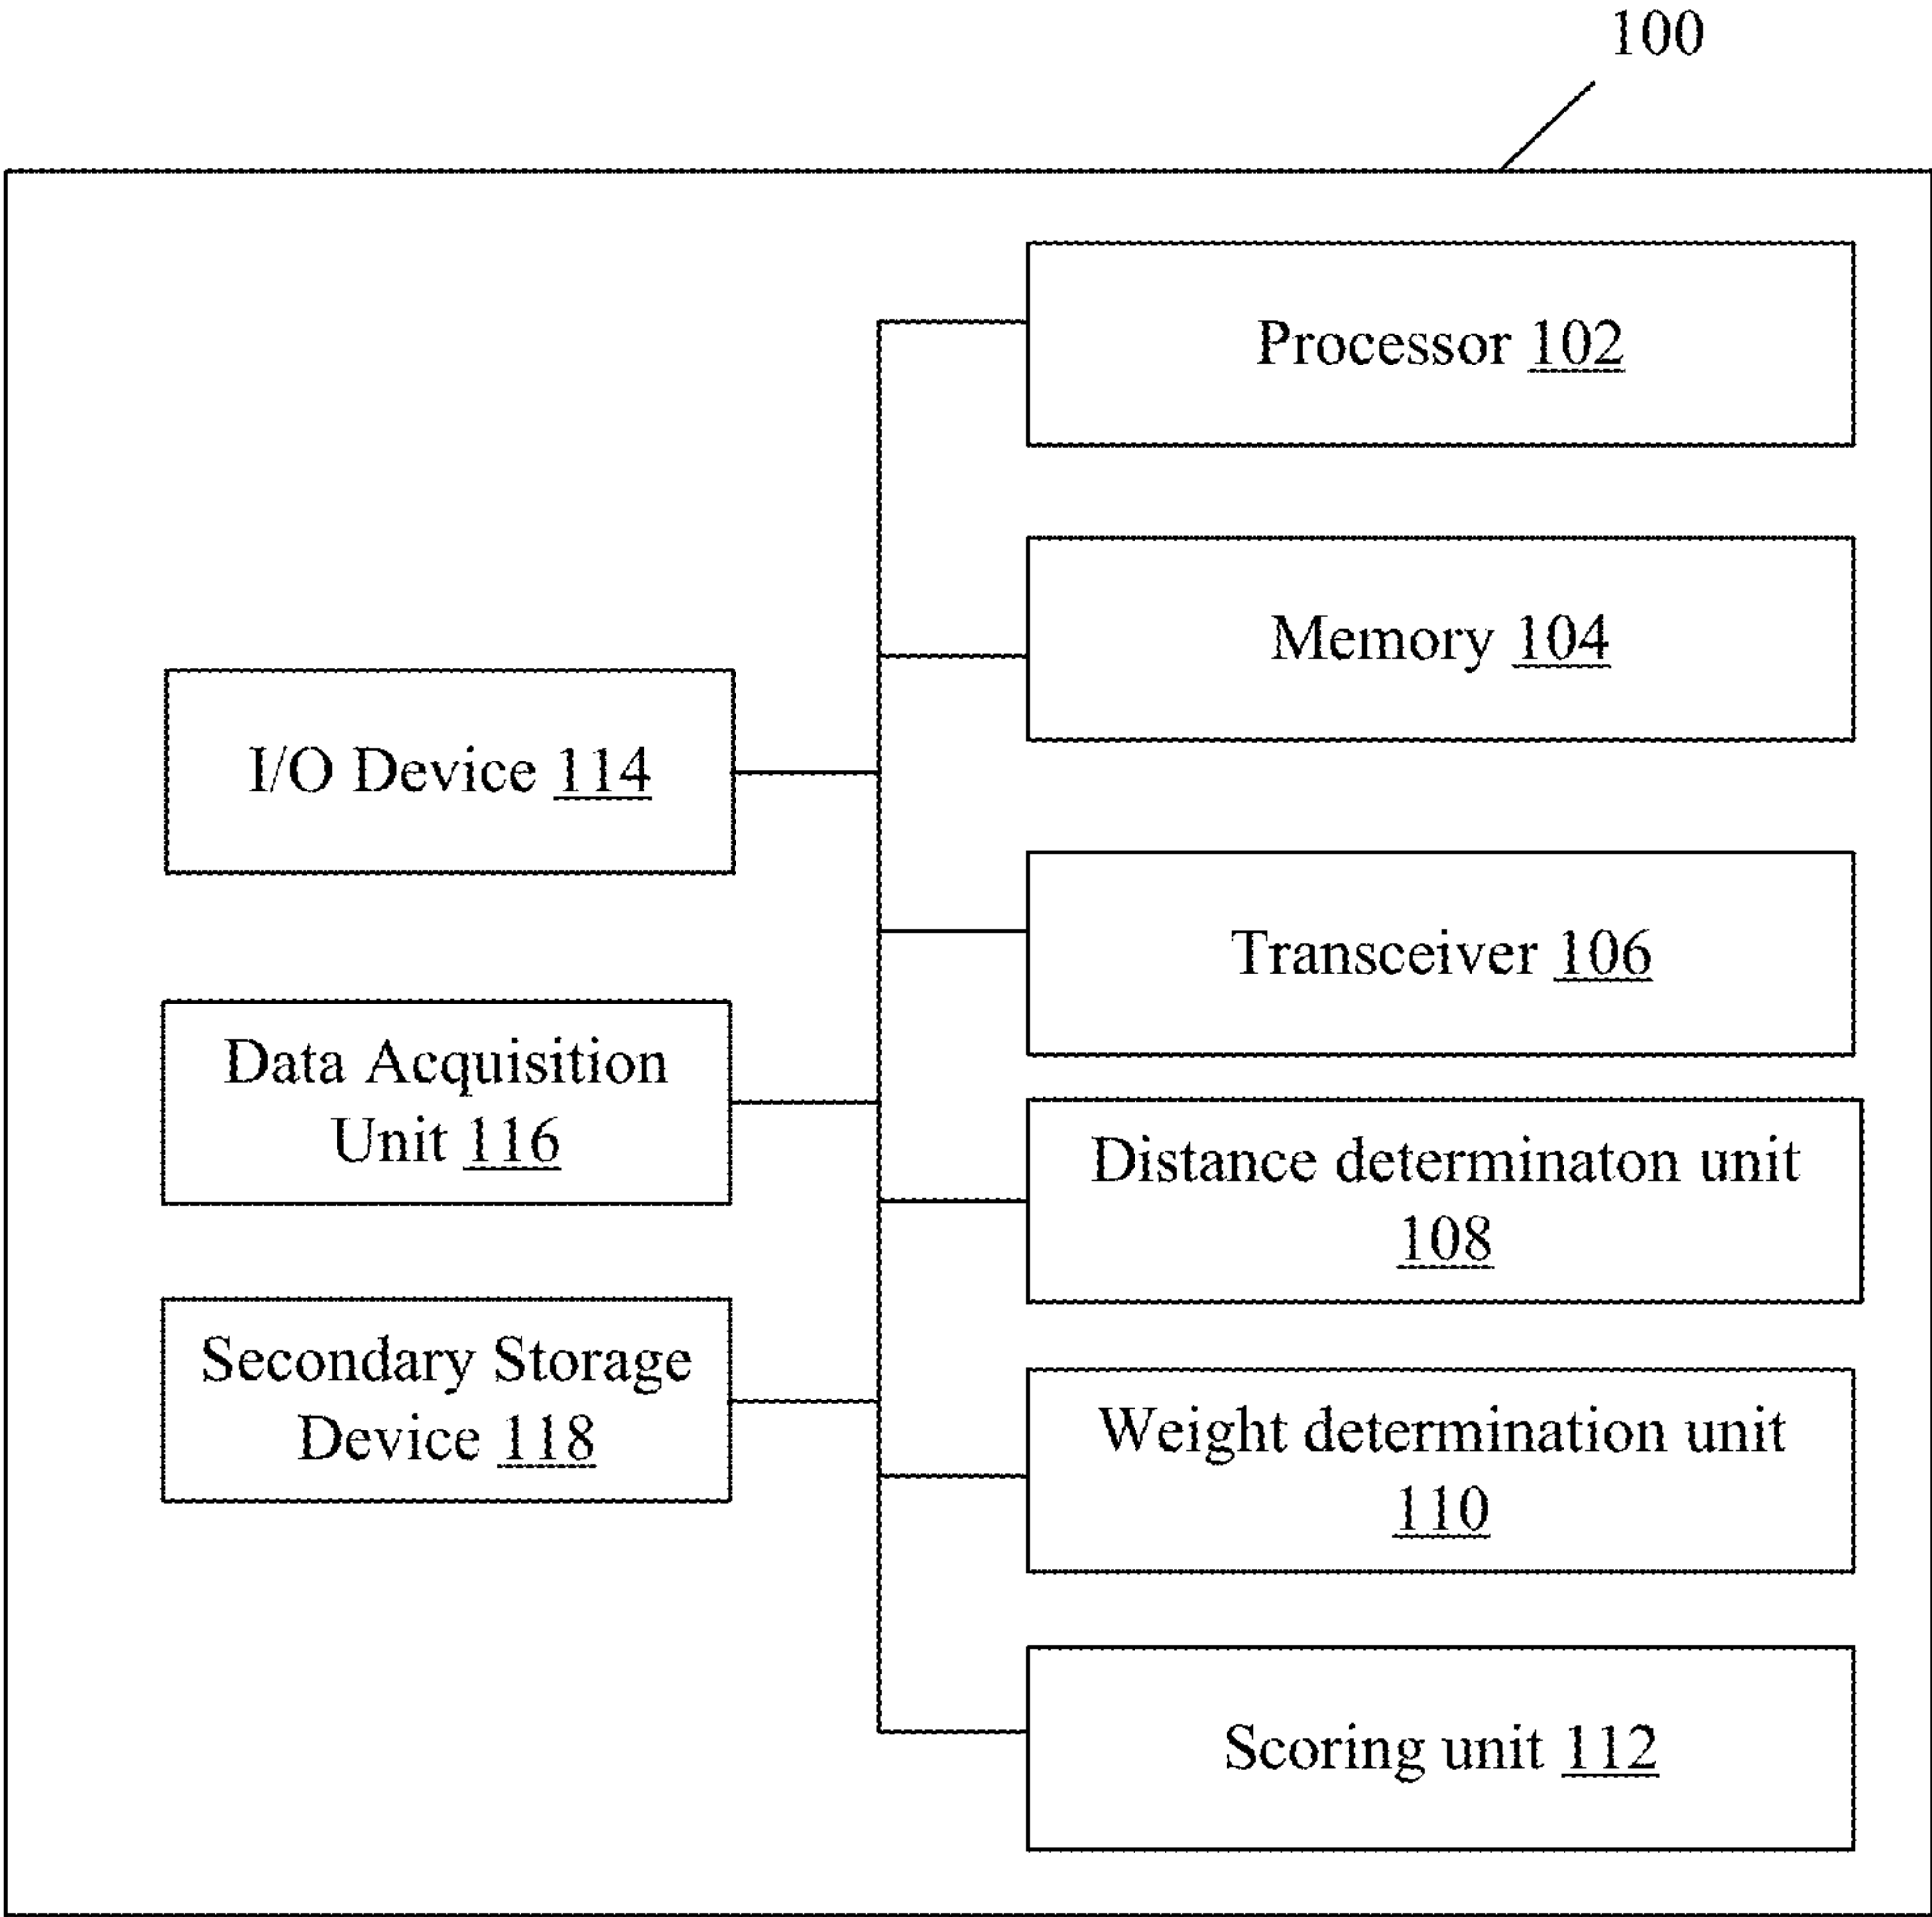 100
Processor 102
Memory 104
I/O Device 114
Transceiver 106
Data Acquisition
Unit 116
Distance determinaton unit
108
Secondary Storage
Device 118
Weight determination unit
110
Scoring unit 112